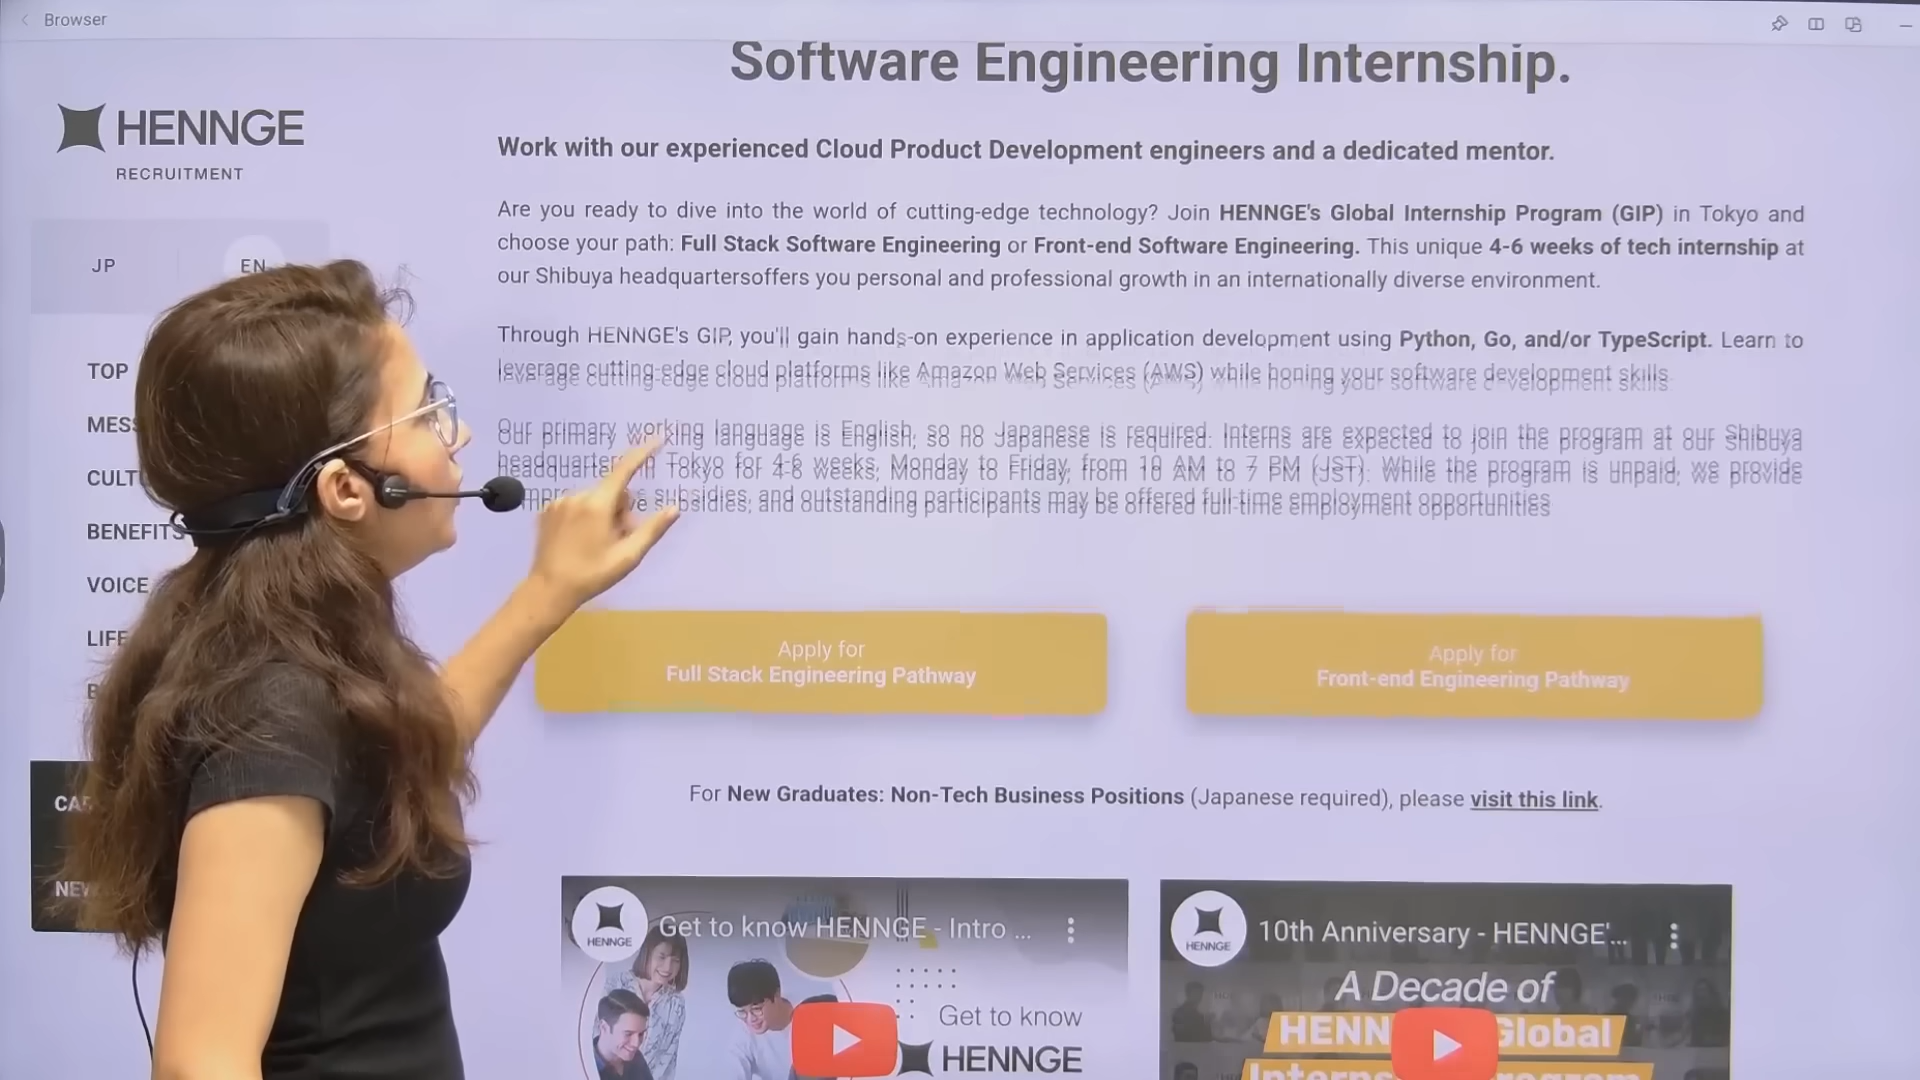 Browser
Software Engineering Internship.
HENNGE
RECRUITMENT
Work with our experienced Cloud Product Development engineers and a dedicated mentor.
Are you ready to dive into the world of cutting-edge technology? Join HENNGE's Global Internship Program (GIP) in Tokyo and
choose your path: Full Stack Software Engineering or Front-end Software Engineering. This unique 4-6 weeks of tech internship at
our Shibuya headquartersoffers you personal and professional growth in an internationally diverse environment.
JP
EN
Through HENNGE's GIP, you'll gain hands-on experience in application development using Python, Go, and/or TypeScript. Learn to
leverage cutting-edge cloud platforms like Amazon Web Services (AWS) while honing your software development skills.
Our primary working language is English, so no Japanese is required. Interns are expected to join the program at our Shibuya
headquarters in Tokyo for 4-6 weeks, Monday to Friday, from 10 AM to 7 PM (JST). While the program is unpaid, we provide
subsidies, and outstanding participants may be offered full-time employment opportunities
TOP
BENEFITS
VOICE
LIFE
Apply for
Full Stack Engineering Pathway
Apply for
Front-end Engineering Pathway
For New Graduates: Non-Tech Business Positions (Japanese required), please visit this link.
HENNGE
Get to know HENNGE - Intro ...
Get to know
HENNGE
HENNGE
10th Anniversary - HENNGE'...
A Decade of
HENN Global